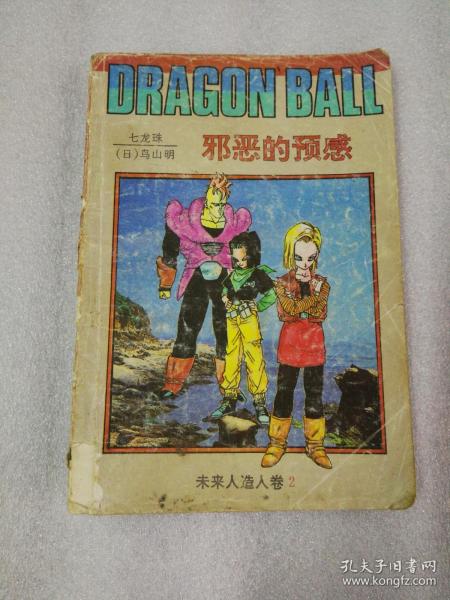 DRAGON BALL
七龙珠
(日)鸟山明
邪恶的预感
未来人造人卷2
孔夫子旧书网
www.kongfz.com